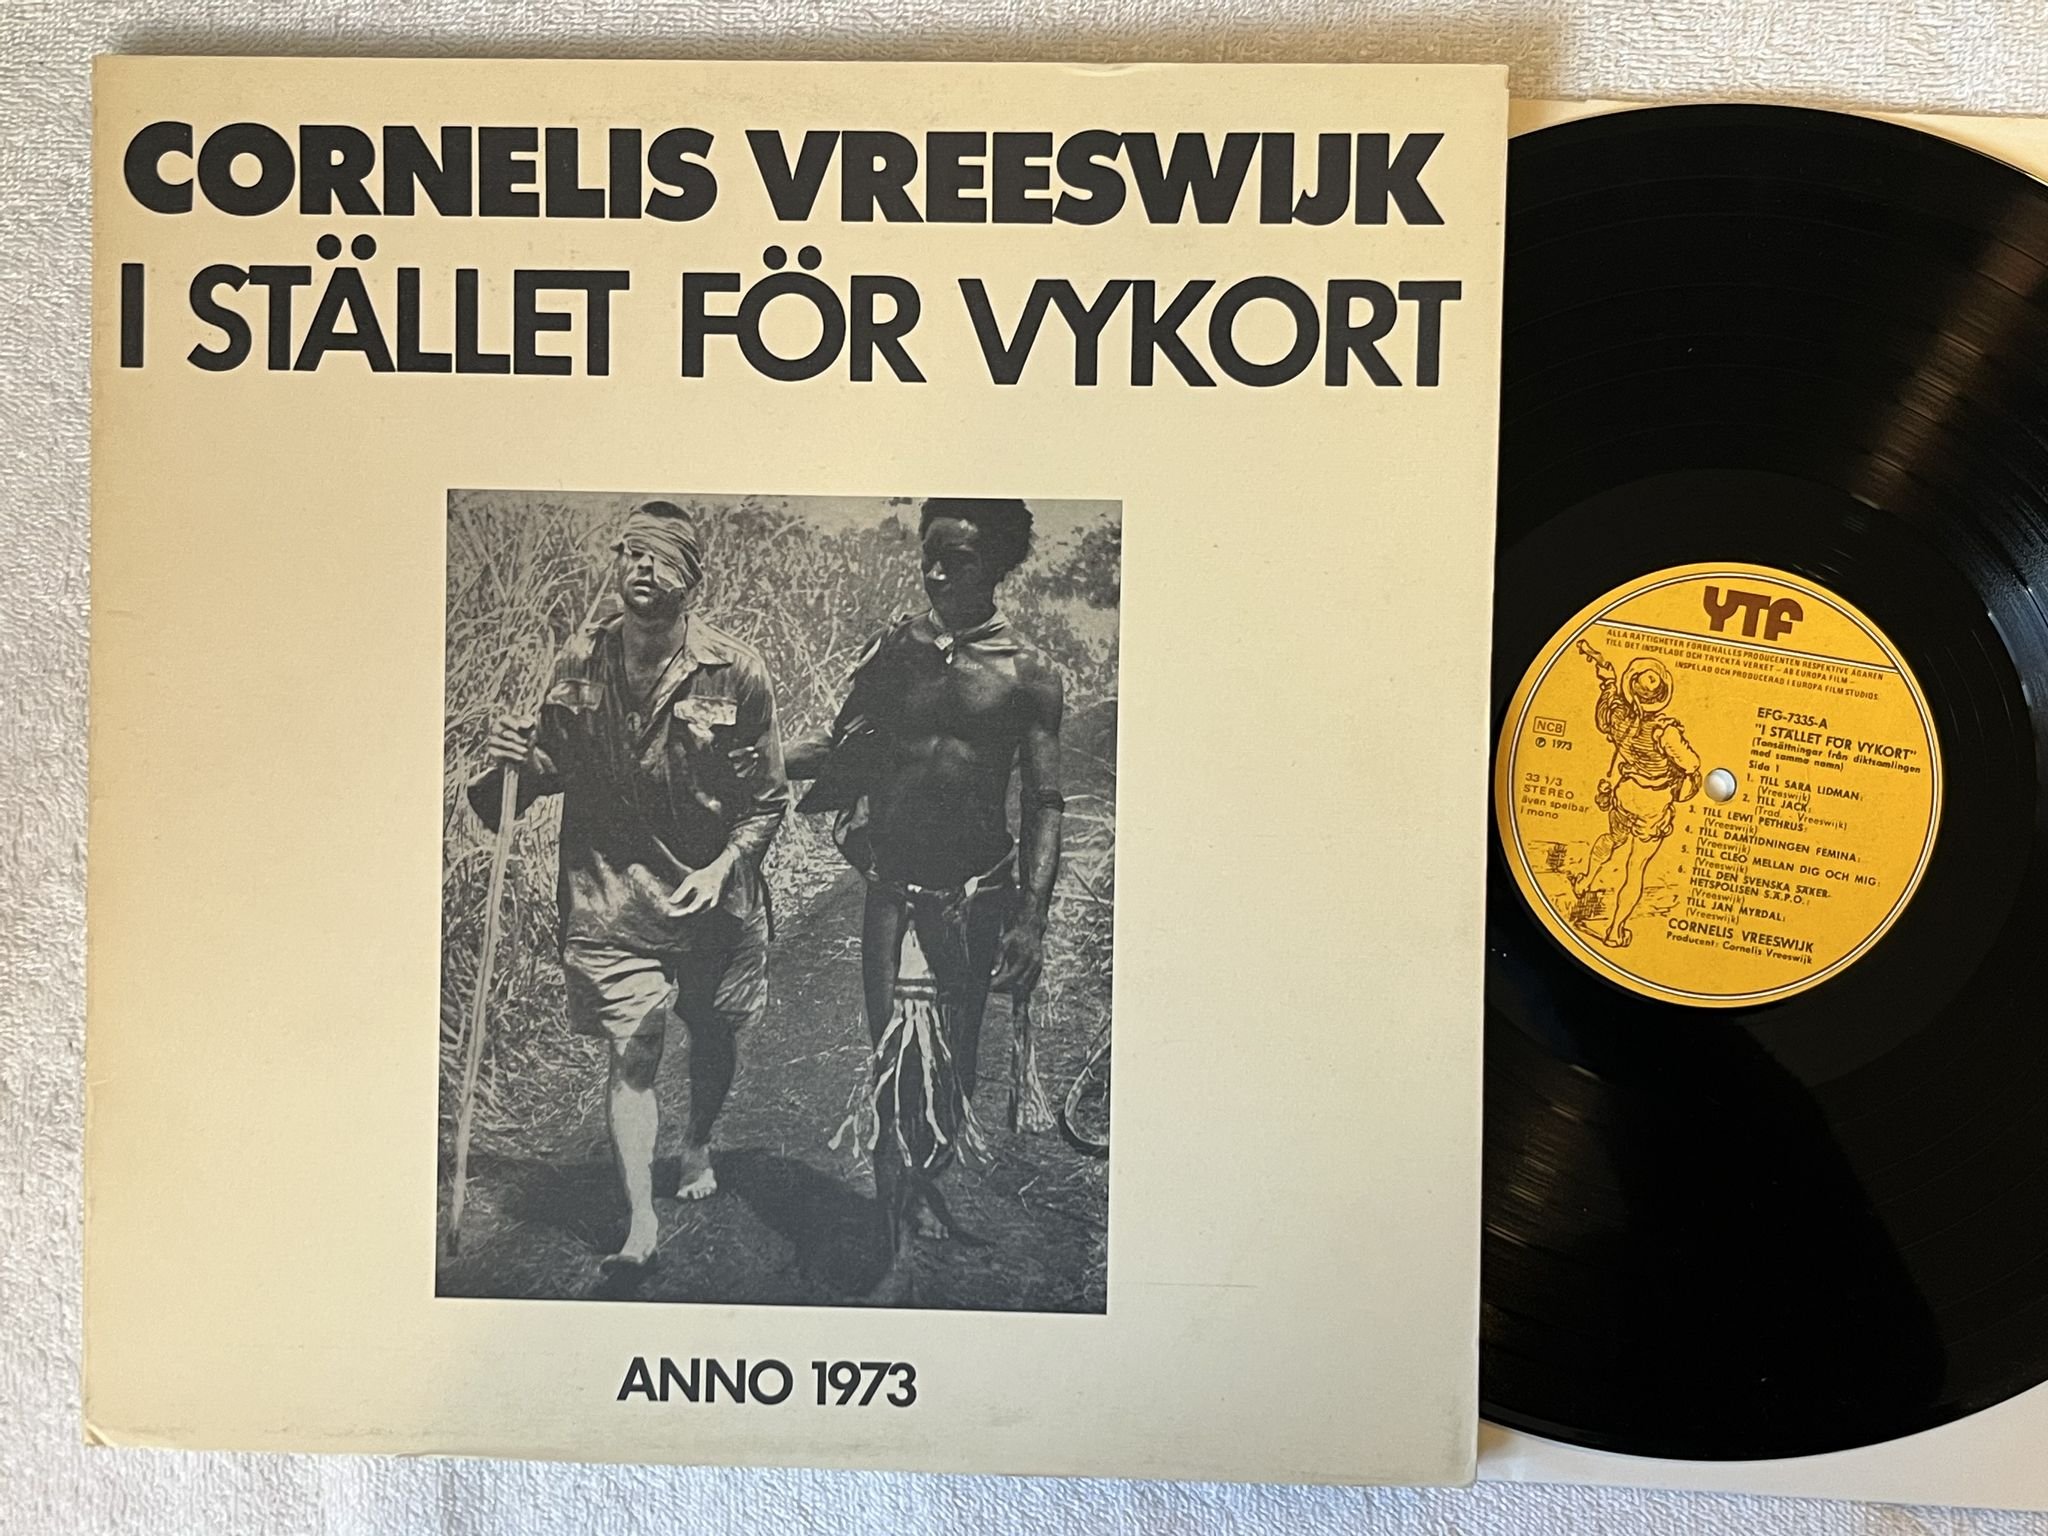 CORNELIS VREESWIJK
I STÄLLET FÖR VYKORT
ANNO 1973
YTF
ALLA RÄTTIGHETER FÖRBEHÅLLES PRODUCENTEN RESPEKTIVE ÄGAREN
TILL DET INSPELADE OCH TRYCKTA VERKET – AB EUROPA FILM –
INSPELAD OCH PRODUCERAD I EUROPA FILM STUDIOS.
NCB
℗ 1973
33 1/3
STEREO
även spelbar
i mono
EFG-7335-A
"I STÄLLET FÖR VYKORT"
(Tonsättningar från diktsamlingen
med samma namn)
Sida 1
1. TILL SARA LIDMAN:
(Vreeswijk)
2. TILL JACK:
(Trad. - Vreeswijk)
3. TILL LEWI PETHRUS:
(Vreeswijk)
4. TILL DAMTIDNINGEN FEMINA:
(Vreeswijk)
5. TILL CLEO MELLAN DIG OCH MIG:
(Vreeswijk)
6. TILL DEN SVENSKA SÄKER-
HETSPOLISEN S.Ä.P.O.:
(Vreeswijk)
TILL JAN MYRDAL:
(Vreeswijk)
CORNELIS VREESWIJK
Producent: Cornelis Vreeswijk